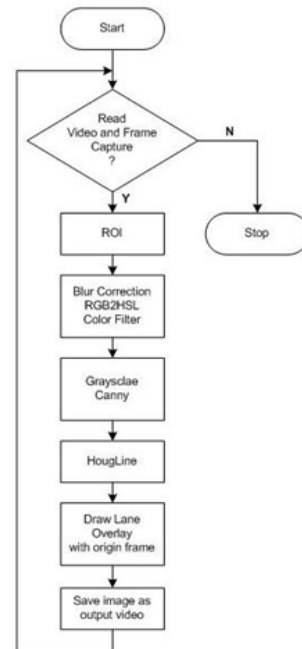 Start
Read
Video and Frame
Capture
?
N
Y
Stop
ROI
Blur Correction
RGB2HSL
Color Filter
Graysclae
Canny
HougLine
Draw Lane
Overlay
with origin frame
Save image as
output video